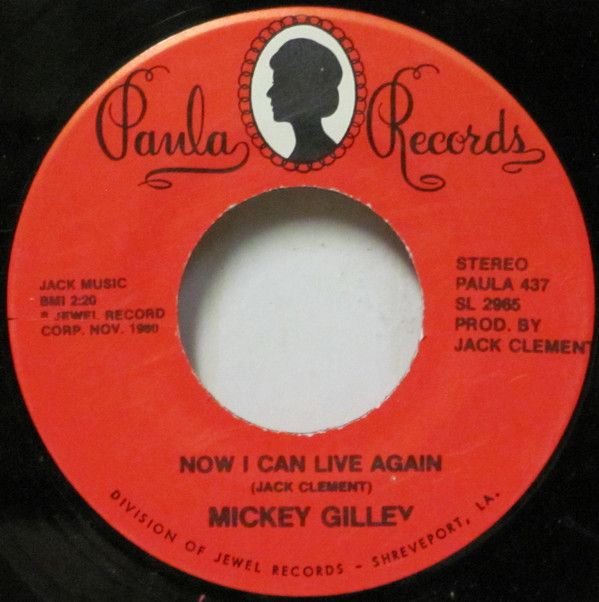 Paula Records
JACK MUSIC
BMI 2:20
℗ JEWEL RECORD
CORP. NOV. 1980
STEREO
PAULA 437
SL 2965
PROD. BY
JACK CLEMENT
NOW I CAN LIVE AGAIN
(JACK CLEMENT)
MICKEY GILLEY
DIVISION OF JEWEL RECORDS - SHREVEPORT, LA.